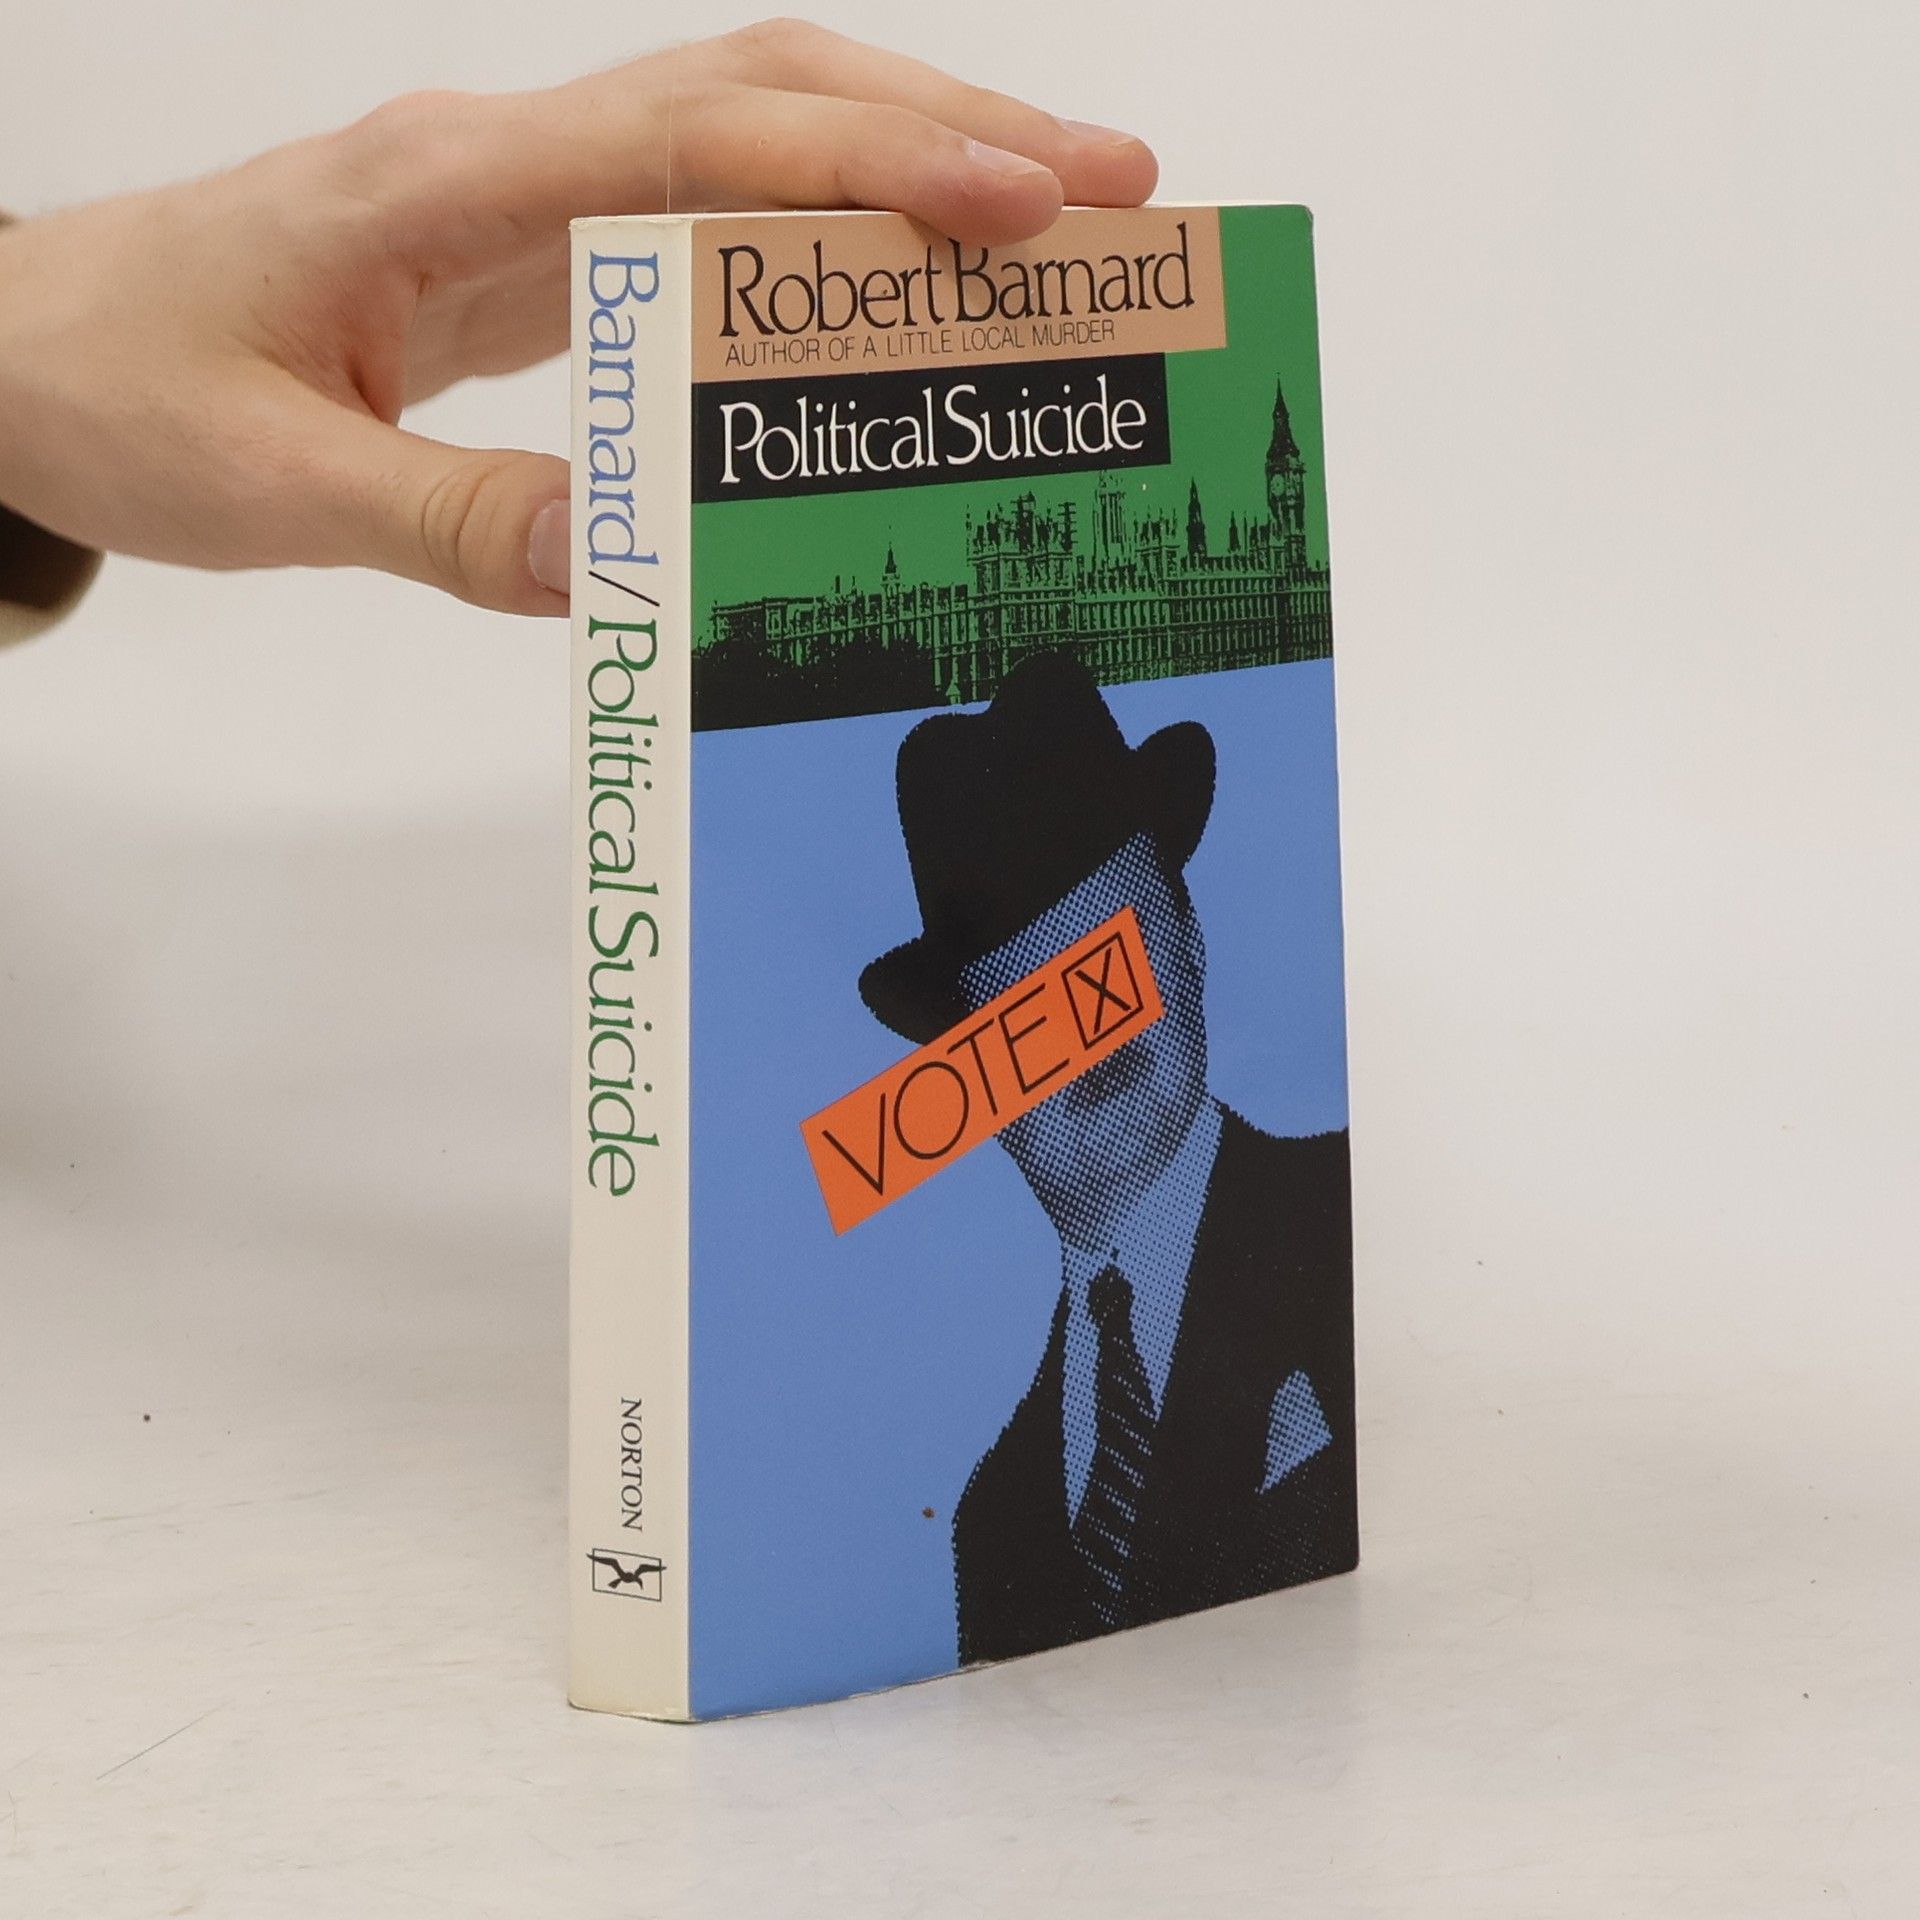 Robert Barnard
AUTHOR OF A LITTLE LOCAL MURDER
Political Suicide
VOTE X
Barnard / Political Suicide
NORTON